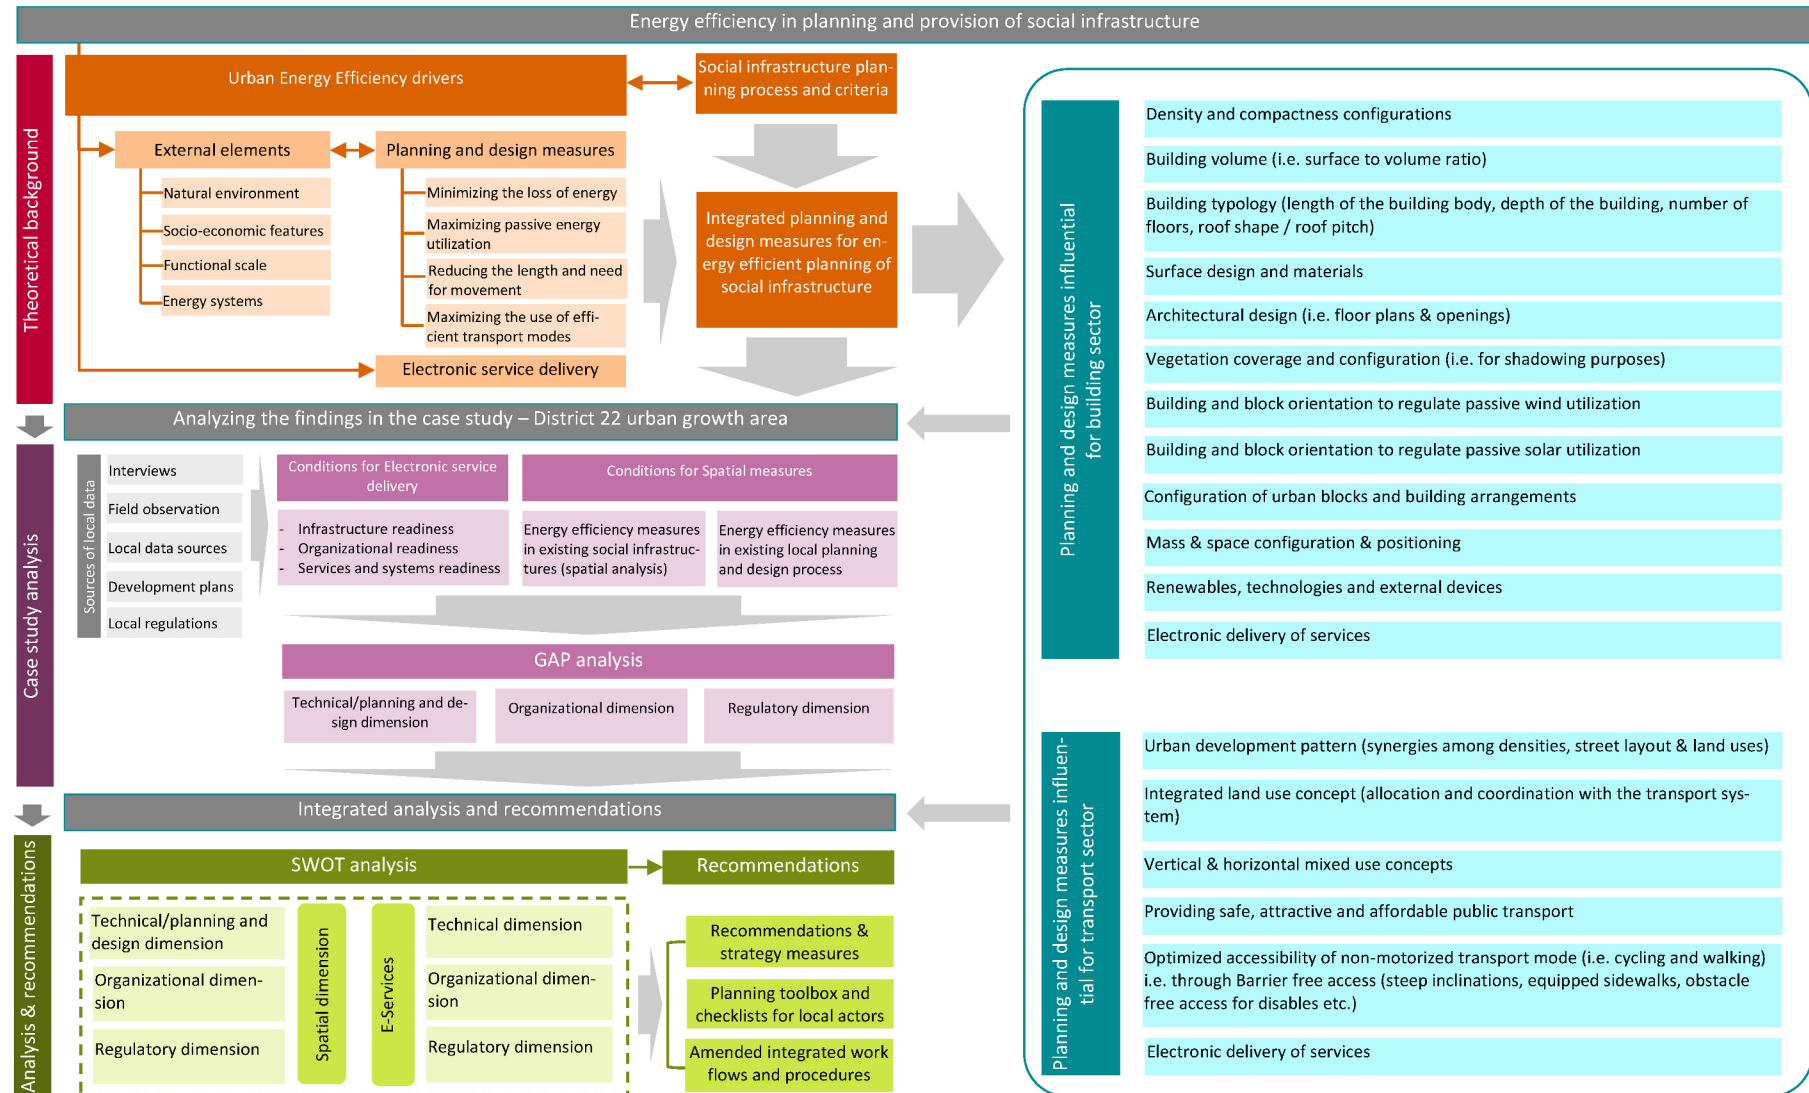 Energy efficiency in planning and provision of social infrastructure
Theoretical background
Urban Energy Efficiency drivers
Social infrastructure plan-
ning process and criteria
External elements
Natural environment
Socio-economic features
Functional scale
Energy systems
Planning and design measures
Minimizing the loss of energy
Maximizing passive energy
utilization
Reducing the length and need
for movement
Maximizing the use of effi-
cient transport modes
Electronic service delivery
Integrated planning and
design measures for en-
ergy efficient planning of
social infrastructure
Analyzing the findings in the case study – District 22 urban growth area
Case study analysis
Sources of local data
Interviews
Field observation
Local data sources
Development plans
Local regulations
Conditions for Electronic service
delivery
- Infrastructure readiness
- Organizational readiness
- Services and systems readiness
Conditions for Spatial measures
Energy efficiency measures
in existing social infrastruc-
tures (spatial analysis)
Energy efficiency measures
in existing local planning
and design process
GAP analysis
Technical/planning and de-
sign dimension
Organizational dimension
Regulatory dimension
Integrated analysis and recommendations
Analysis & recommendations
SWOT analysis
Recommendations
Technical/planning and
design dimension
Organizational dimen-
sion
Regulatory dimension
Spatial dimension
E-Services
Technical dimension
Organizational dimen-
sion
Regulatory dimension
Recommendations &
strategy measures
Planning toolbox and
checklists for local actors
Amended integrated work
flows and procedures
Planning and design measures influential
for building sector
Density and compactness configurations
Building volume (i.e. surface to volume ratio)
Building typology (length of the building body, depth of the building, number of
floors, roof shape / roof pitch)
Surface design and materials
Architectural design (i.e. floor plans & openings)
Vegetation coverage and configuration (i.e. for shadowing purposes)
Building and block orientation to regulate passive wind utilization
Building and block orientation to regulate passive solar utilization
Configuration of urban blocks and building arrangements
Mass & space configuration & positioning
Renewables, technologies and external devices
Electronic delivery of services
Planning and design measures influen-
tial for transport sector
Urban development pattern (synergies among densities, street layout & land uses)
Integrated land use concept (allocation and coordination with the transport sys-
tem)
Vertical & horizontal mixed use concepts
Providing safe, attractive and affordable public transport
Optimized accessibility of non-motorized transport mode (i.e. cycling and walking)
i.e. through Barrier free access (steep inclinations, equipped sidewalks, obstacle
free access for disables etc.)
Electronic delivery of services